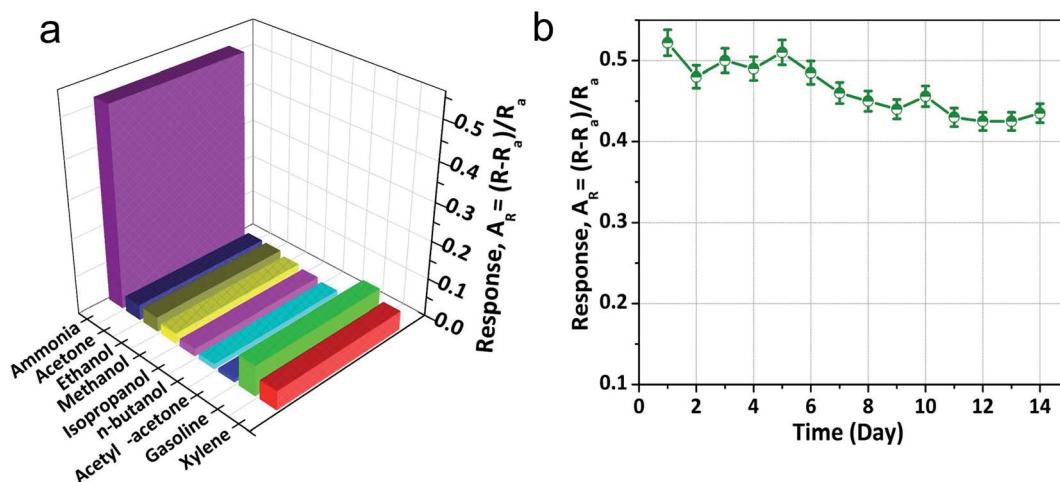 a
0.5
0.4
0.3
0.2
0.1
0.0
Response, A_R = (R-R_a)/R_a
Ammonia
Acetone
Ethanol
Methanol
Isopropanol
n-butanol
Acetyl -acetone
Gasoline
Xylene
b
0.5
0.4
0.3
0.2
0.1
Response, A_R = (R-R_a)/R_a
0 2 4 6 8 10 12 14
Time (Day)